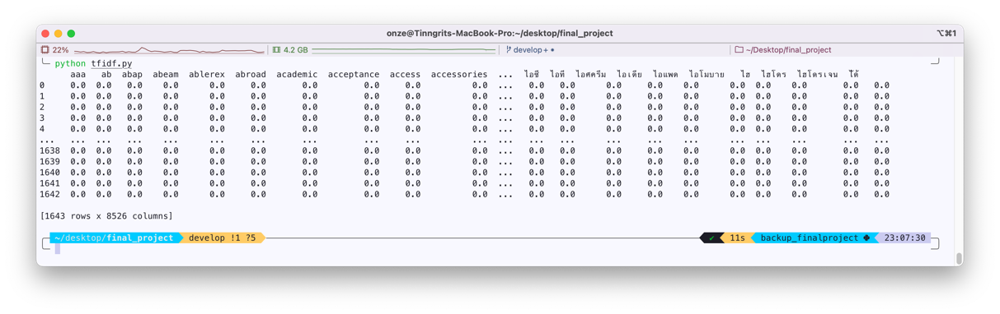 onze@Tinngrits-MacBook-Pro:~/desktop/final_project
⌥⌘1
22% 4.2 GB develop+ • ~/Desktop/final_project
python tfidf.py
aaa ab abap abeam ablerex abroad academic acceptance access accessories ... ไอซี ไอที ไอศครีม ไอเดีย ไอแพด ไอโมบาย ไฮ ไฮโดร ไฮโดรเจน
0 0.0 0.0 0.0 0.0 0.0 0.0 0.0 0.0 0.0 0.0 ... 0.0 0.0 0.0 0.0 0.0 0.0 0.0 0.0 0.0 0.0
1 0.0 0.0 0.0 0.0 0.0 0.0 0.0 0.0 0.0 0.0 ... 0.0 0.0 0.0 0.0 0.0 0.0 0.0 0.0 0.0 0.0
2 0.0 0.0 0.0 0.0 0.0 0.0 0.0 0.0 0.0 0.0 ... 0.0 0.0 0.0 0.0 0.0 0.0 0.0 0.0 0.0 0.0
3 0.0 0.0 0.0 0.0 0.0 0.0 0.0 0.0 0.0 0.0 ... 0.0 0.0 0.0 0.0 0.0 0.0 0.0 0.0 0.0 0.0
4 0.0 0.0 0.0 0.0 0.0 0.0 0.0 0.0 0.0 0.0 ... 0.0 0.0 0.0 0.0 0.0 0.0 0.0 0.0 0.0 0.0
... ... ... ... ... ... ... ... ... ... ... ... ... ... ... ... ... ... ... ... ... ...
1638 0.0 0.0 0.0 0.0 0.0 0.0 0.0 0.0 0.0 0.0 ... 0.0 0.0 0.0 0.0 0.0 0.0 0.0 0.0 0.0 0.0
1639 0.0 0.0 0.0 0.0 0.0 0.0 0.0 0.0 0.0 0.0 ... 0.0 0.0 0.0 0.0 0.0 0.0 0.0 0.0 0.0 0.0
1640 0.0 0.0 0.0 0.0 0.0 0.0 0.0 0.0 0.0 0.0 ... 0.0 0.0 0.0 0.0 0.0 0.0 0.0 0.0 0.0 0.0
1641 0.0 0.0 0.0 0.0 0.0 0.0 0.0 0.0 0.0 0.0 ... 0.0 0.0 0.0 0.0 0.0 0.0 0.0 0.0 0.0 0.0
1642 0.0 0.0 0.0 0.0 0.0 0.0 0.0 0.0 0.0 0.0 ... 0.0 0.0 0.0 0.0 0.0 0.0 0.0 0.0 0.0 0.0
[1643 rows x 8526 columns]
~/desktop/final_project develop !1 ?5 ✔ 11s backup_finalproject 23:07:30